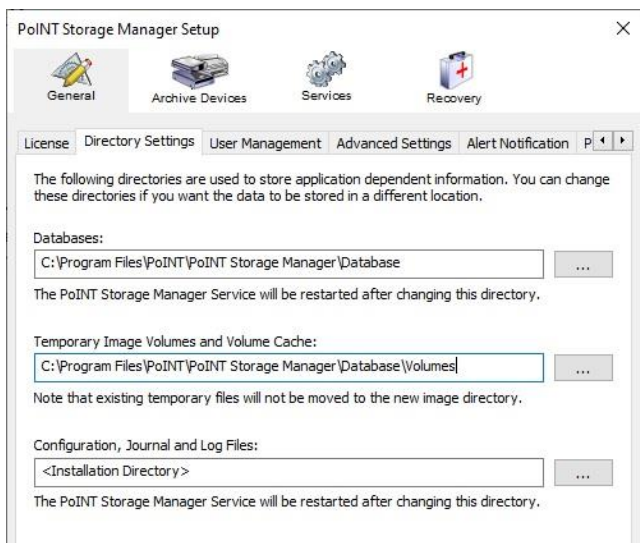 PoINT Storage Manager Setup
General
Archive Devices
Services
Recovery
License
Directory Settings
User Management
Advanced Settings
Alert Notification
P
The following directories are used to store application dependent information. You can change
these directories if you want the data to be stored in a different location.
Databases:
C:\Program Files\PoINT\PoINT Storage Manager\Database
...
The PoINT Storage Manager Service will be restarted after changing this directory.
Temporary Image Volumes and Volume Cache:
C:\Program Files\PoINT\PoINT Storage Manager\Database\Volumes
...
Note that existing temporary files will not be moved to the new image directory.
Configuration, Journal and Log Files:
<Installation Directory>
...
The PoINT Storage Manager Service will be restarted after changing this directory.